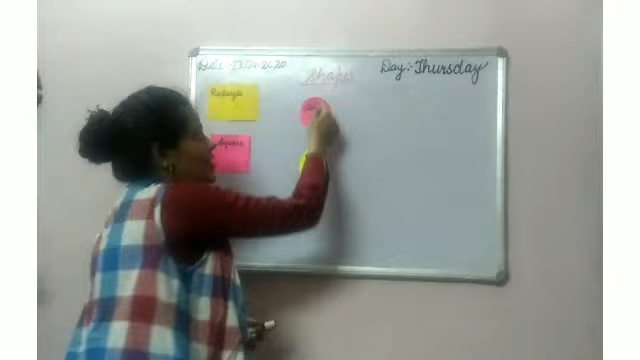 Date :-23.04.2020
Shapes
Day:-Thursday
Rectangle
Square